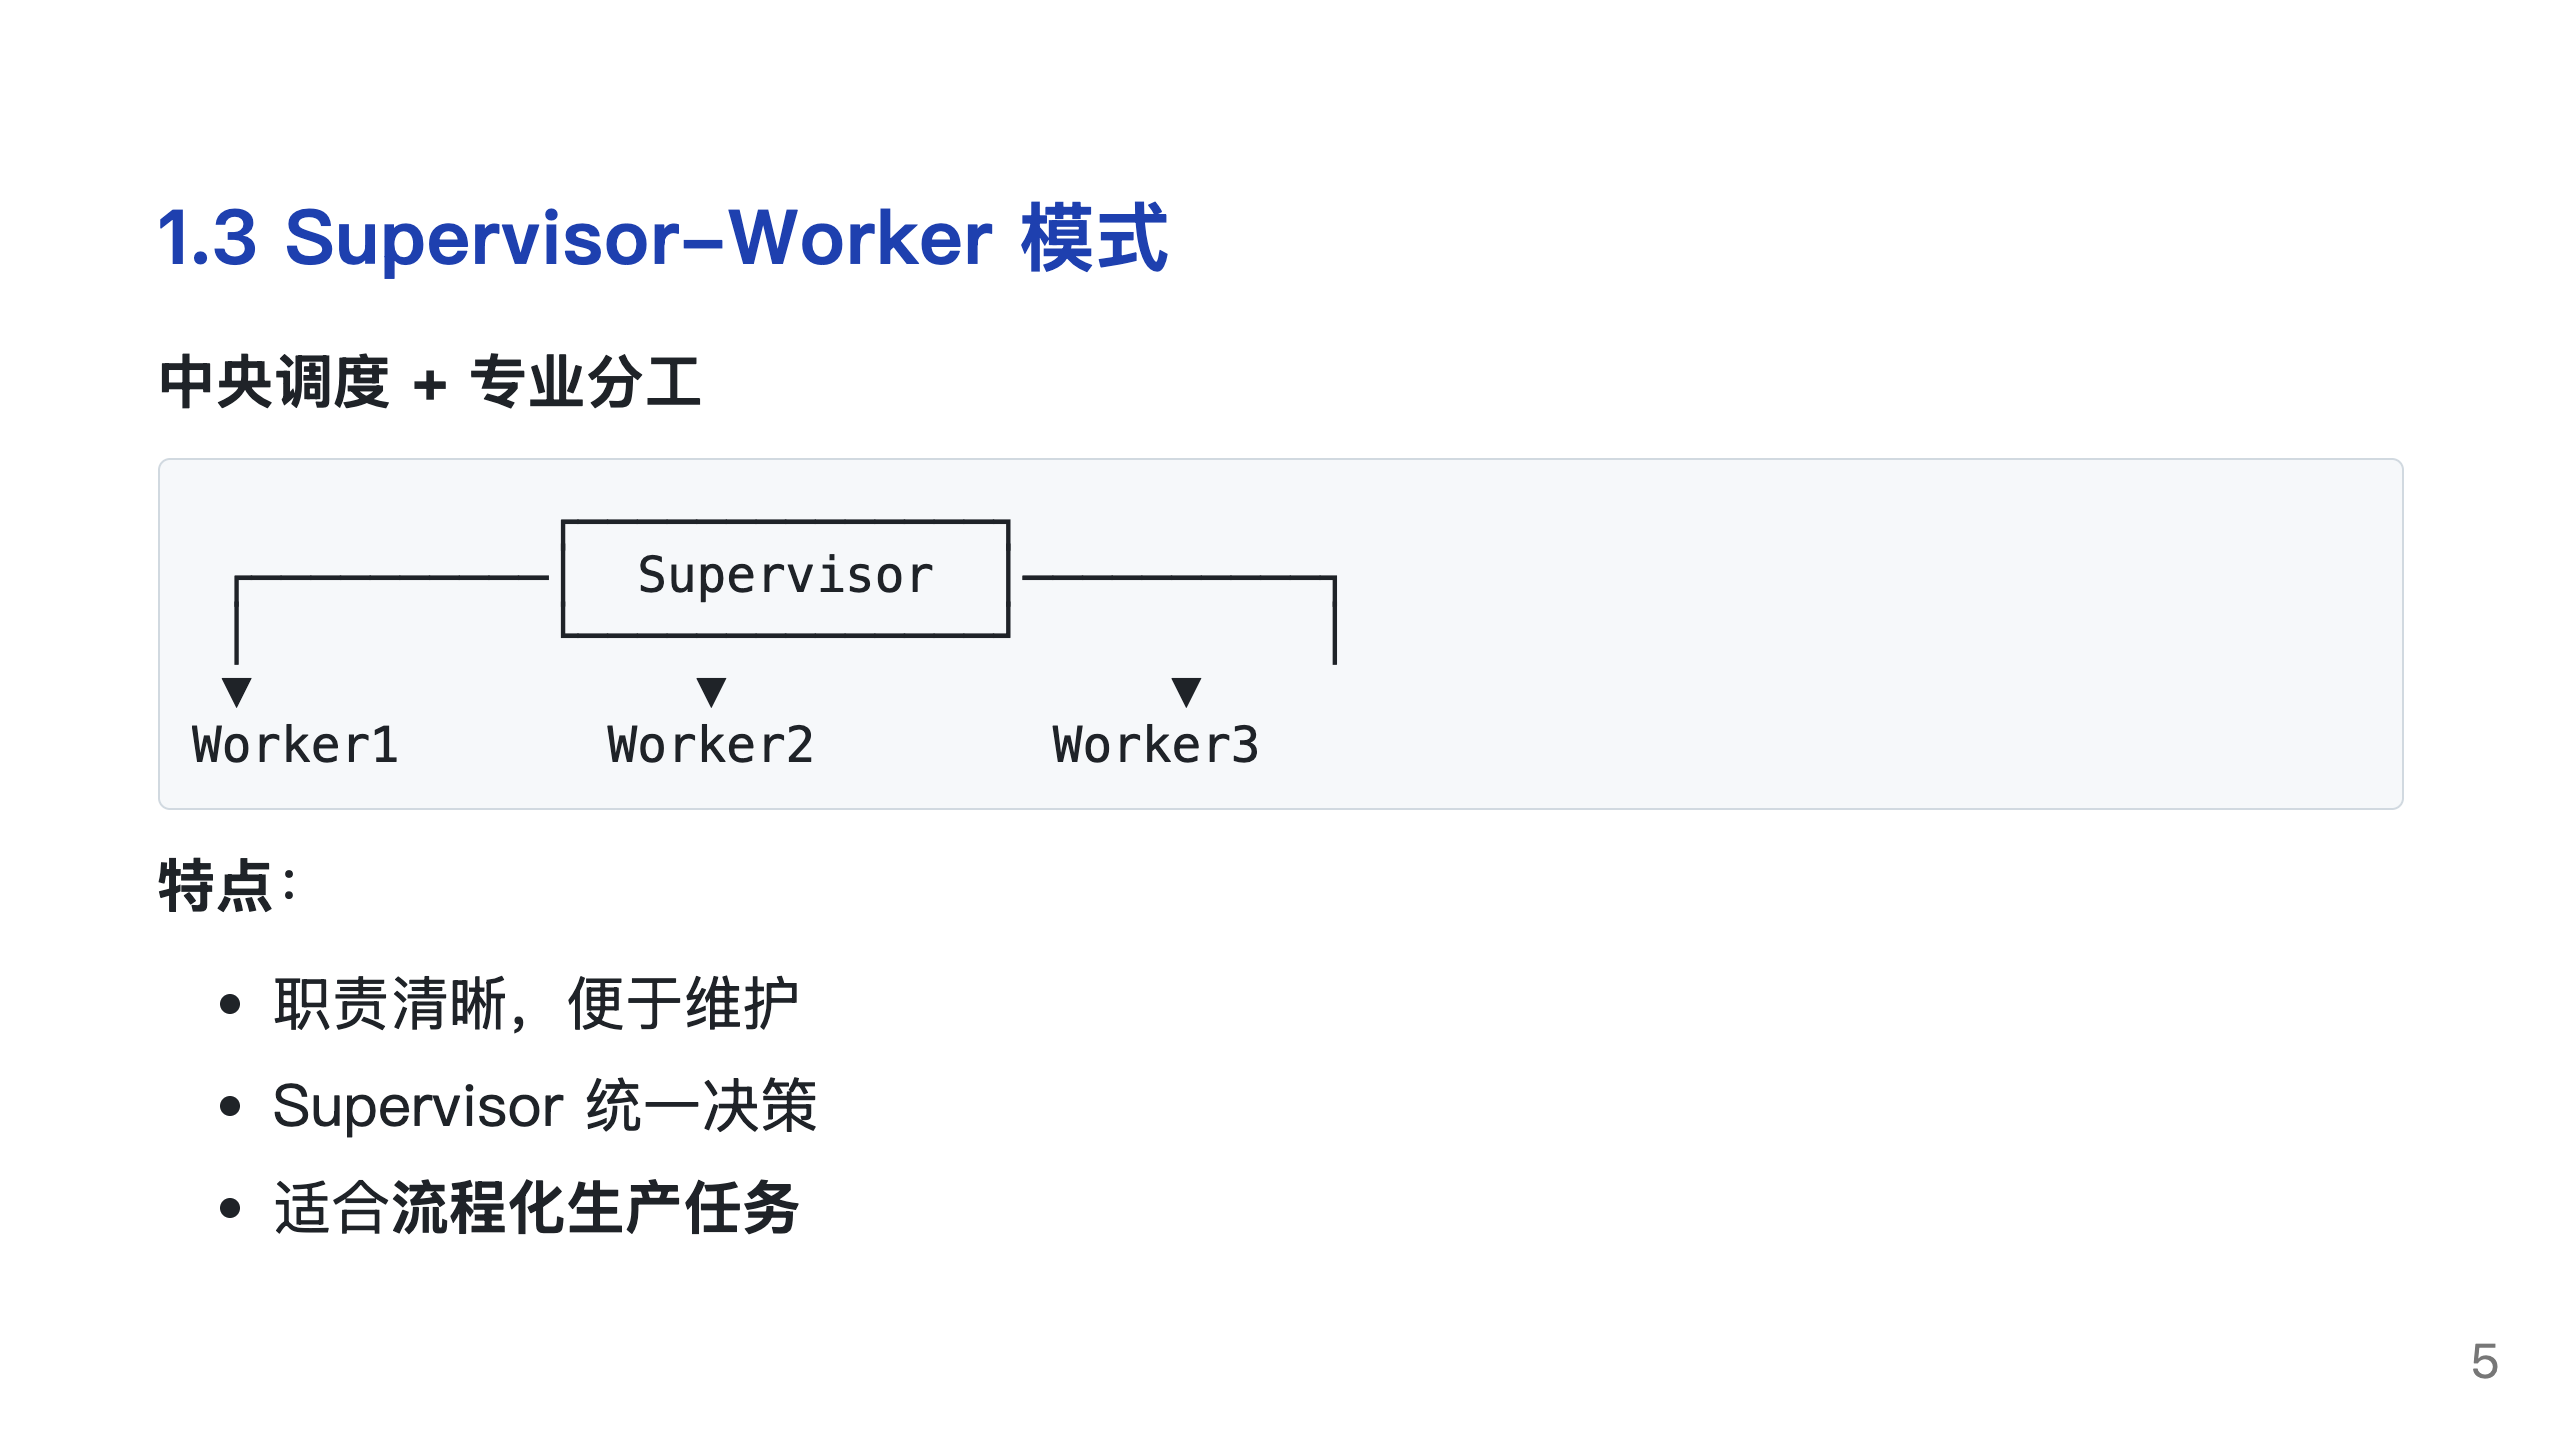 1.3 Supervisor–Worker 模式
中央调度 + 专业分工
Supervisor
Worker1 Worker2 Worker3
特点：
• 职责清晰，便于维护
• Supervisor 统一决策
• 适合流程化生产任务
5